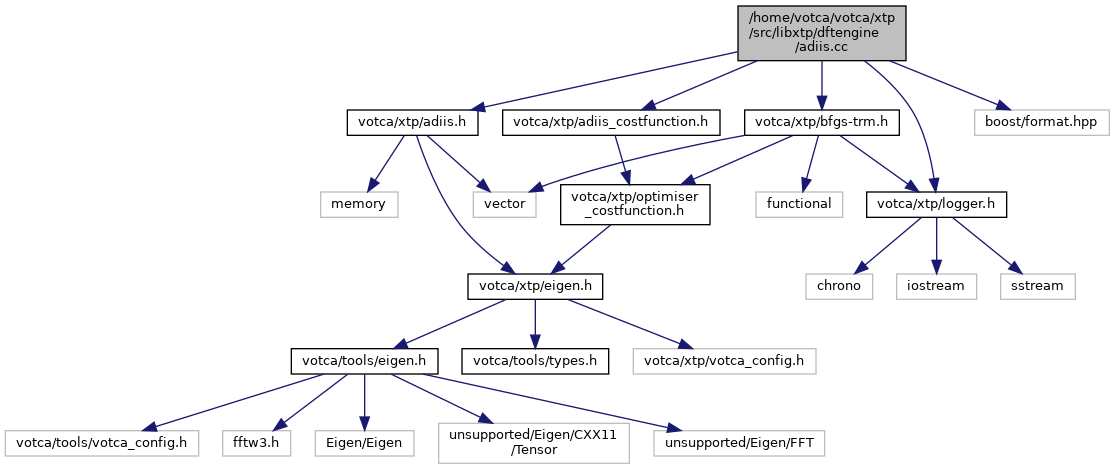 /home/votca/votca/xtp
/src/libxtp/dftengine
/adiis.cc
votca/xtp/adiis.h
votca/xtp/adiis_costfunction.h
votca/xtp/bfgs-trm.h
boost/format.hpp
memory
vector
votca/xtp/optimiser
_costfunction.h
functional
votca/xtp/logger.h
votca/xtp/eigen.h
chrono
iostream
sstream
votca/tools/eigen.h
votca/tools/types.h
votca/xtp/votca_config.h
votca/tools/votca_config.h
fftw3.h
Eigen/Eigen
unsupported/Eigen/CXX11
/Tensor
unsupported/Eigen/FFT